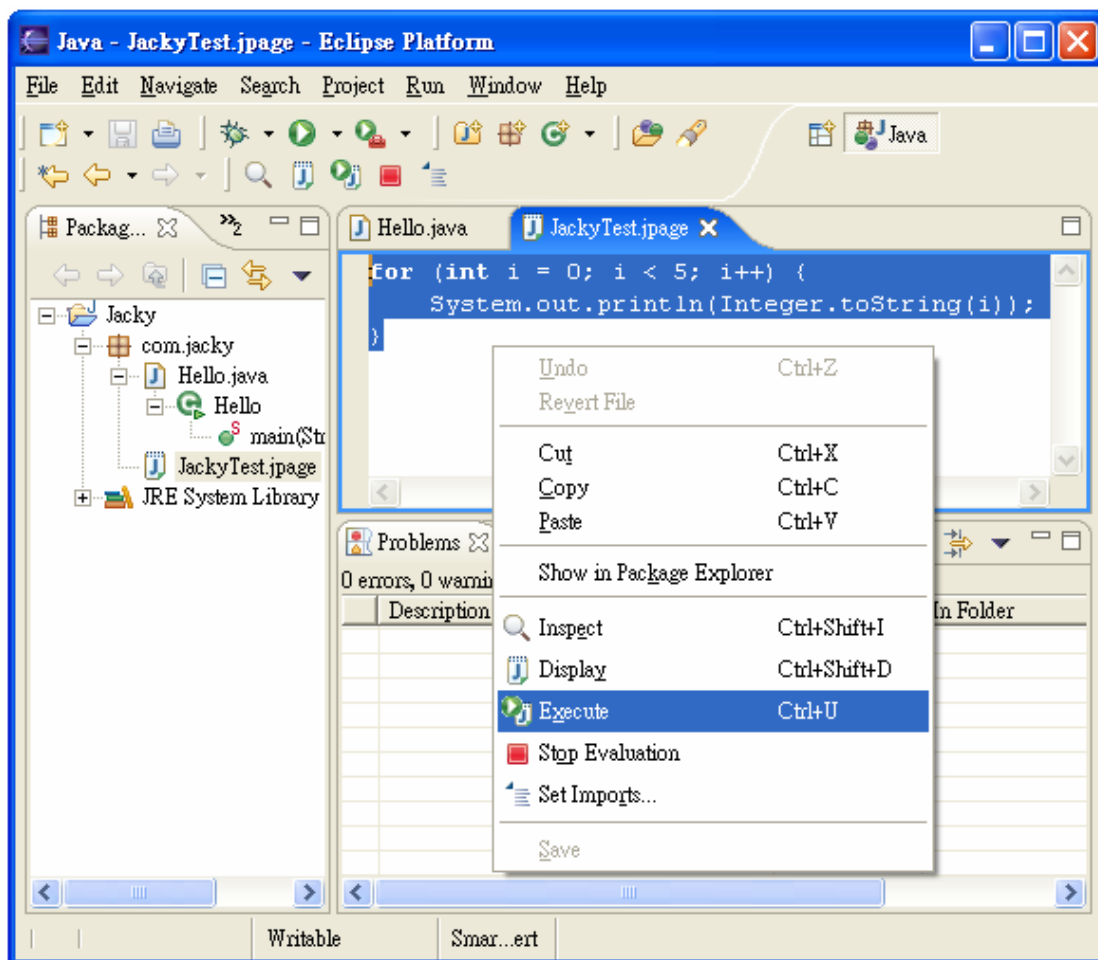 Java - JackyTest.jpage - Eclipse Platform
File Edit Navigate Search Project Run Window Help
Java
Packag... 2
Hello.java JackyTest.jpage
for (int i = 0; i < 5; i++) {
System.out.println(Integer.toString(i));
}
Jacky
com.jacky
Hello.java
Hello
S main(Str
JackyTest.jpage
JRE System Library
Undo Ctrl+Z
Revert File
Cut Ctrl+X
Copy Ctrl+C
Paste Ctrl+V
Show in Package Explorer
Inspect Ctrl+Shift+I
Display Ctrl+Shift+D
Execute Ctrl+U
Stop Evaluation
Set Imports...
Save
Problems
0 errors, 0 warnin
Description In Folder
Writable Smar...ert